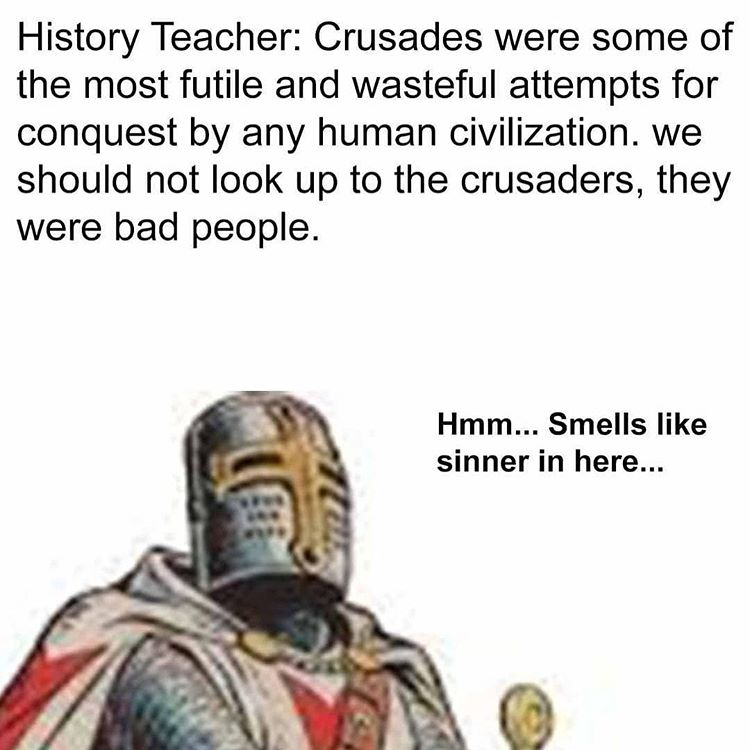 History Teacher: Crusades were some of
the most futile and wasteful attempts for
conquest by any human civilization. we
should not look up to the crusaders, they
were bad people.
Hmm... Smells like
sinner in here...